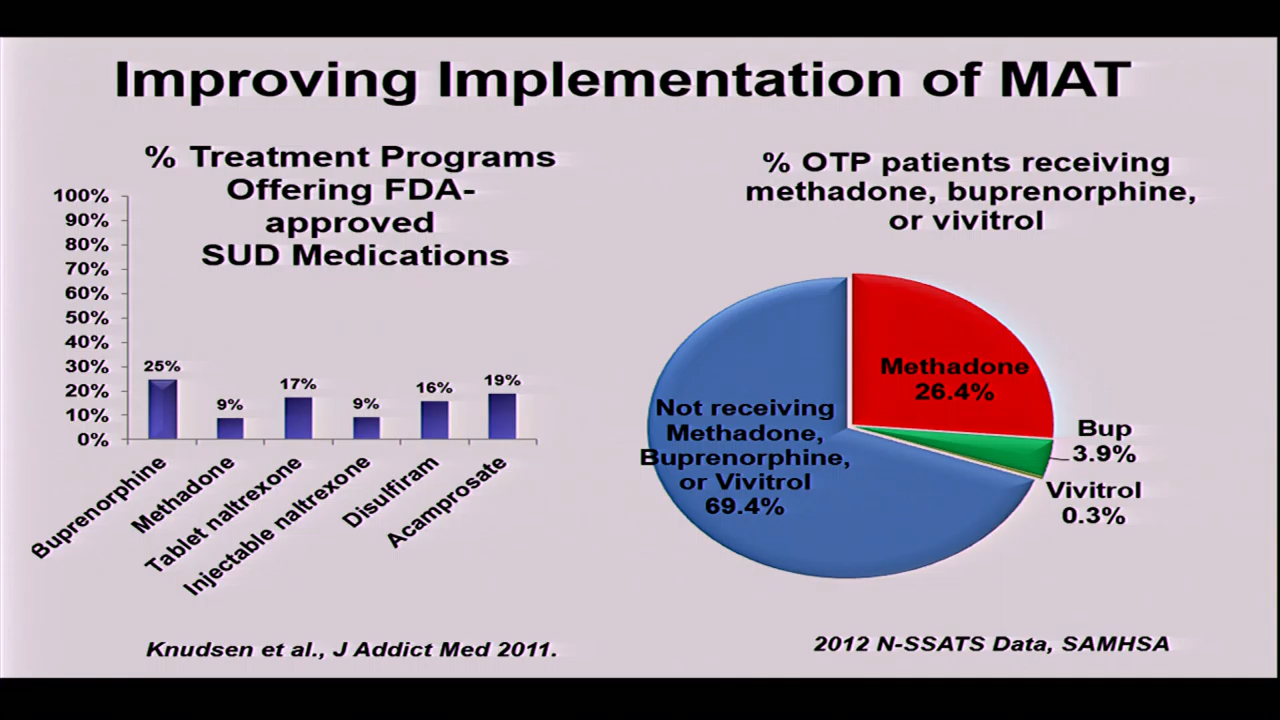 Improving Implementation of MAT
% Treatment Programs
Offering FDA-
approved
SUD Medications
100%
90%
80%
70%
60%
50%
40%
30%
20%
10%
0%
25%
9%
17%
9%
16%
19%
Buprenorphine
Methadone
Tablet naltrexone
Injectable naltrexone
Disulfiram
Acamprosate
Knudsen et al., J Addict Med 2011.
% OTP patients receiving
methadone, buprenorphine,
or vivitrol
Methadone
26.4%
Bup
3.9%
Vivitrol
0.3%
Not receiving
Methadone,
Buprenorphine,
or Vivitrol
69.4%
2012 N-SSATS Data, SAMHSA